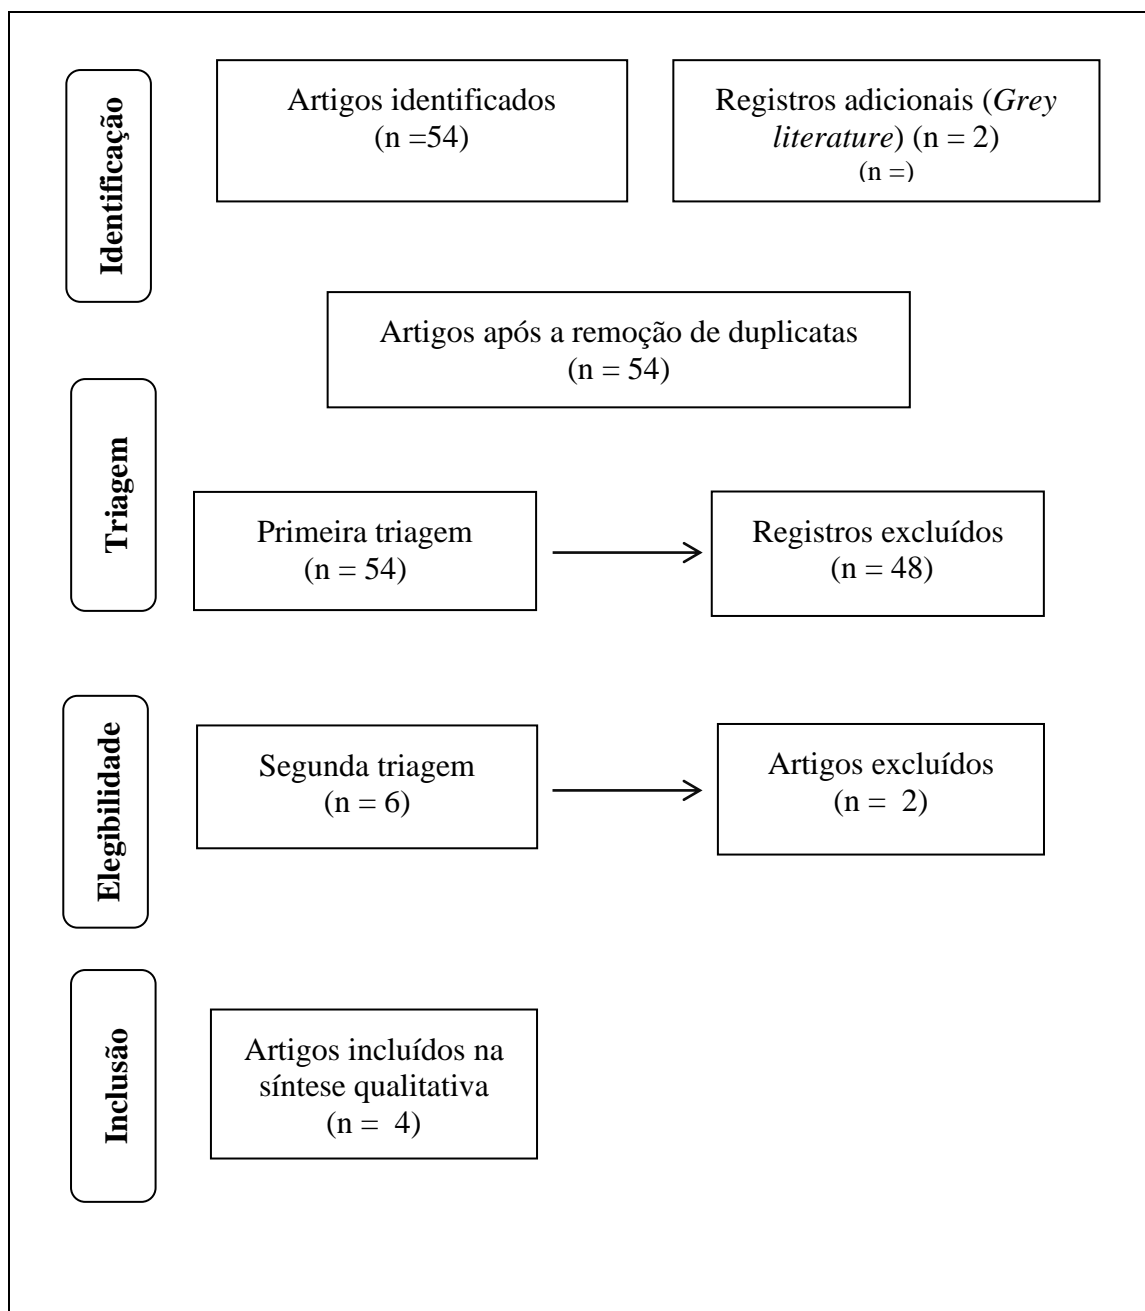 Identificação
Artigos identificados
(n =54)
Registros adicionais (Grey
literature) (n = 2)
(n =)
Artigos após a remoção de duplicatas
(n = 54)
Triagem
Primeira triagem
(n = 54)
Registros excluídos
(n = 48)
Elegibilidade
Segunda triagem
(n = 6)
Artigos excluídos
(n =  2)
Inclusão
Artigos incluídos na
síntese qualitativa
(n =  4)